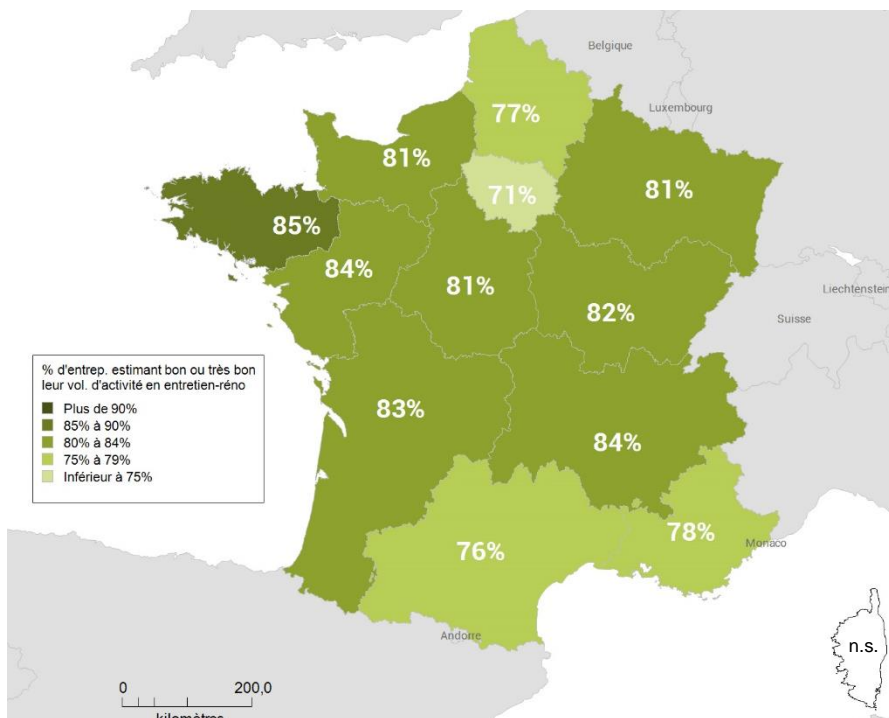 Belgique
Luxembourg
77%
81%
71%
81%
85%
84%
81%
82%
Liechtenstein
Suisse
% d'entrep. estimant bon ou très bon
leur vol. d'activité en entretien-réno
Plus de 90%
85% à 90%
80% à 84%
75% à 79%
Inférieur à 75%
83%
84%
76%
78%
Monaco
Andorre
n.s.
0 200,0
kilomètres